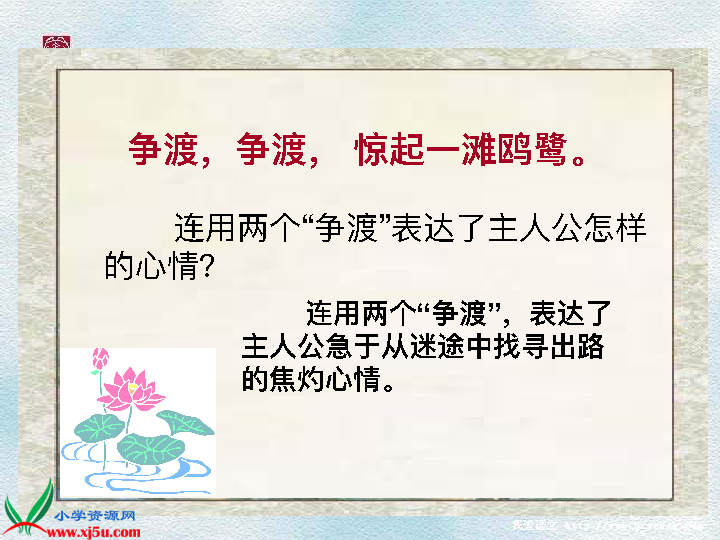 争渡，争渡， 惊起一滩鸥鹭。
连用两个“争渡”表达了主人公怎样
的心情?
连用两个“争渡”，表达了
主人公急于从迷途中找寻出路
的焦灼心情。
小学资源网
www.xj5u.com